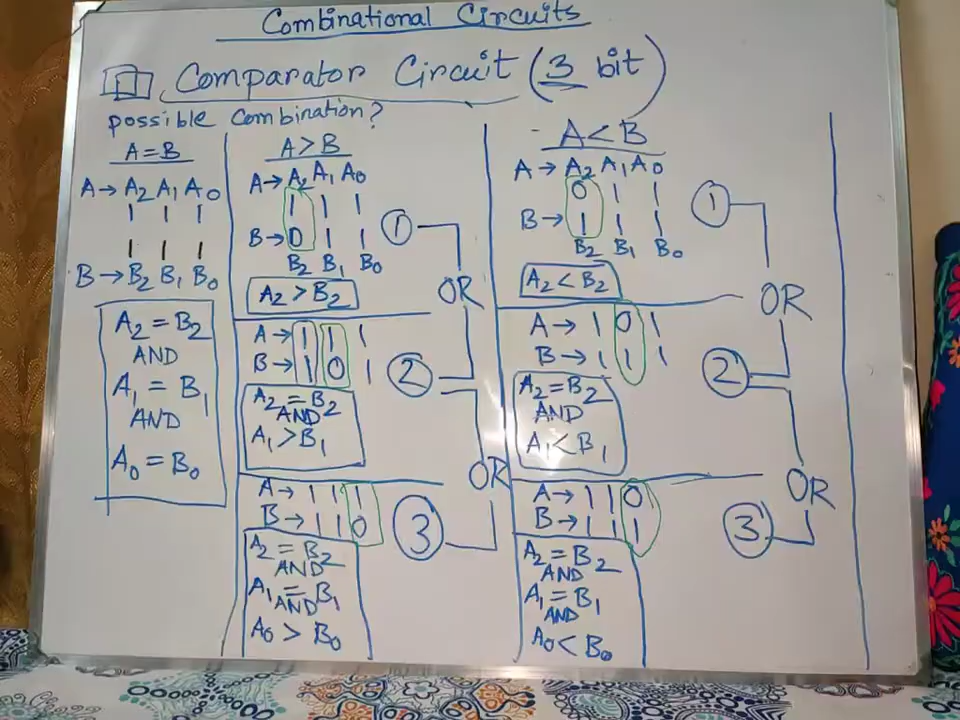 Combinational Circuits
Comparator Circuit (3 bit)
possible combination?
A=B
A→ A2 A1 A0
1 1 1
1 1 1
B→ B2 B1 B0
A2 = B2
AND
A1 = B1
AND
A0 = B0
A>B
A→ A2 A1 A0
1 1 1
B→ 0 1 1
B2 B1 B0
A2 > B2
1
OR
A→ 1 1 1
B→ 1 0 1
A2 = B2
AND
A1 > B1
2
OR
A→ 1 1 1
B→ 1 1 0
A2 = B2
AND
A1 = B1
AND
A0 > B0
3
A<B
A→ A2 A1 A0
0 1 1
B→ 1 1 1
B2 B1 B0
A2 < B2
1
OR
A→ 1 0 1
B→ 1 1 1
A2 = B2
AND
A1 < B1
2
OR
A→ 1 1 0
B→ 1 1 1
A2 = B2
AND
A1 = B1
AND
A0 < B0
3